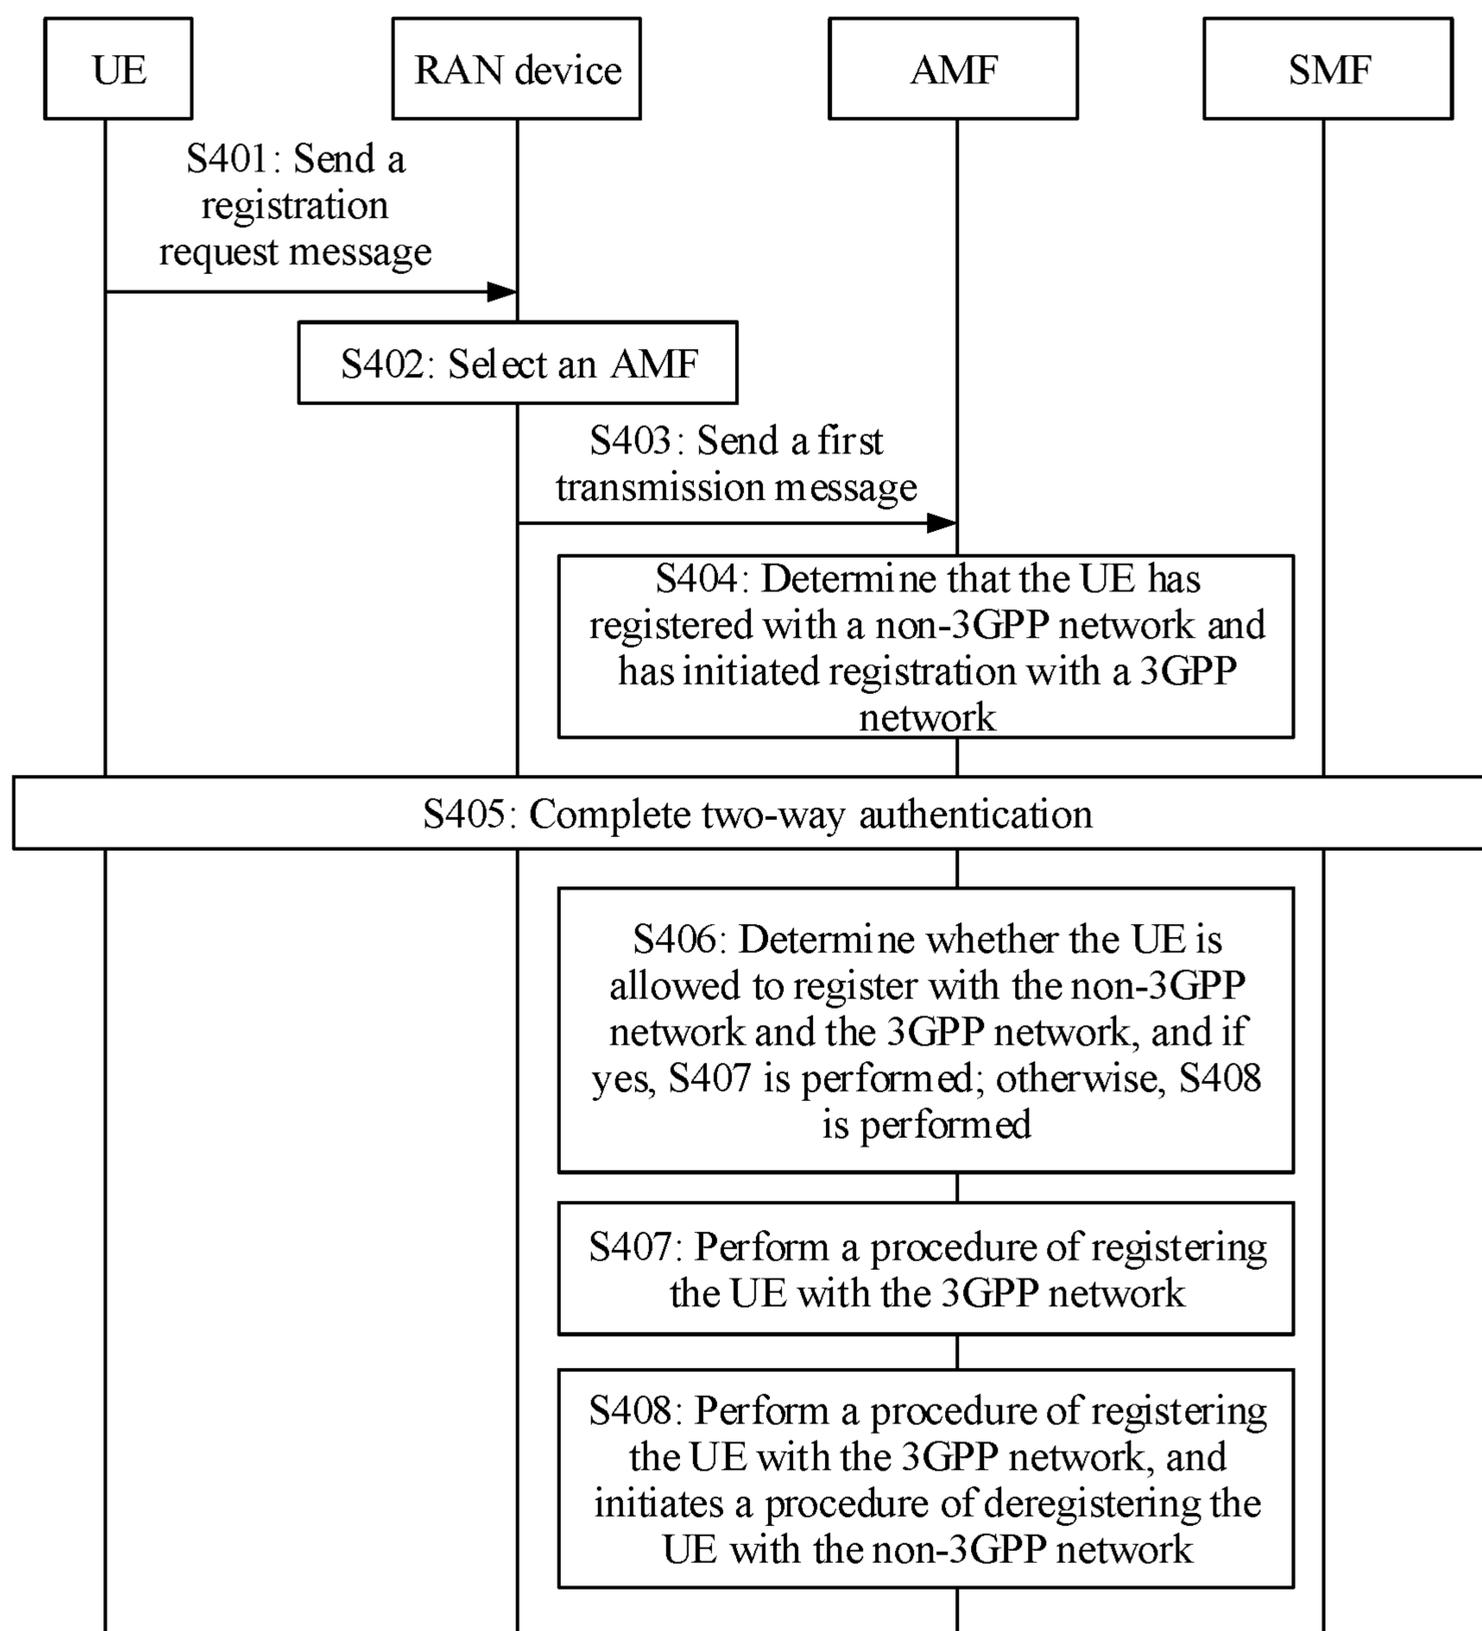 UE
RAN device
AMF
SMF
S401: Send a
registration
request message
S402: Select an AMF
S403: Send a first
transmission message
S404: Determine that the UE has
registered with a non-3GPP network and
has initiated registration with a 3GPP
network
S405: Complete two-way authentication
S406: Determine whether the UE is
allowed to register with the non-3GPP
network and the 3GPP network, and if
yes, S407 is performed; otherwise, S408
is performed
S407: Perform a procedure of registering
the UE with the 3GPP network
S408: Perform a procedure of registering
the UE with the 3GPP network, and
initiates a procedure of deregistering the
UE with the non-3GPP network